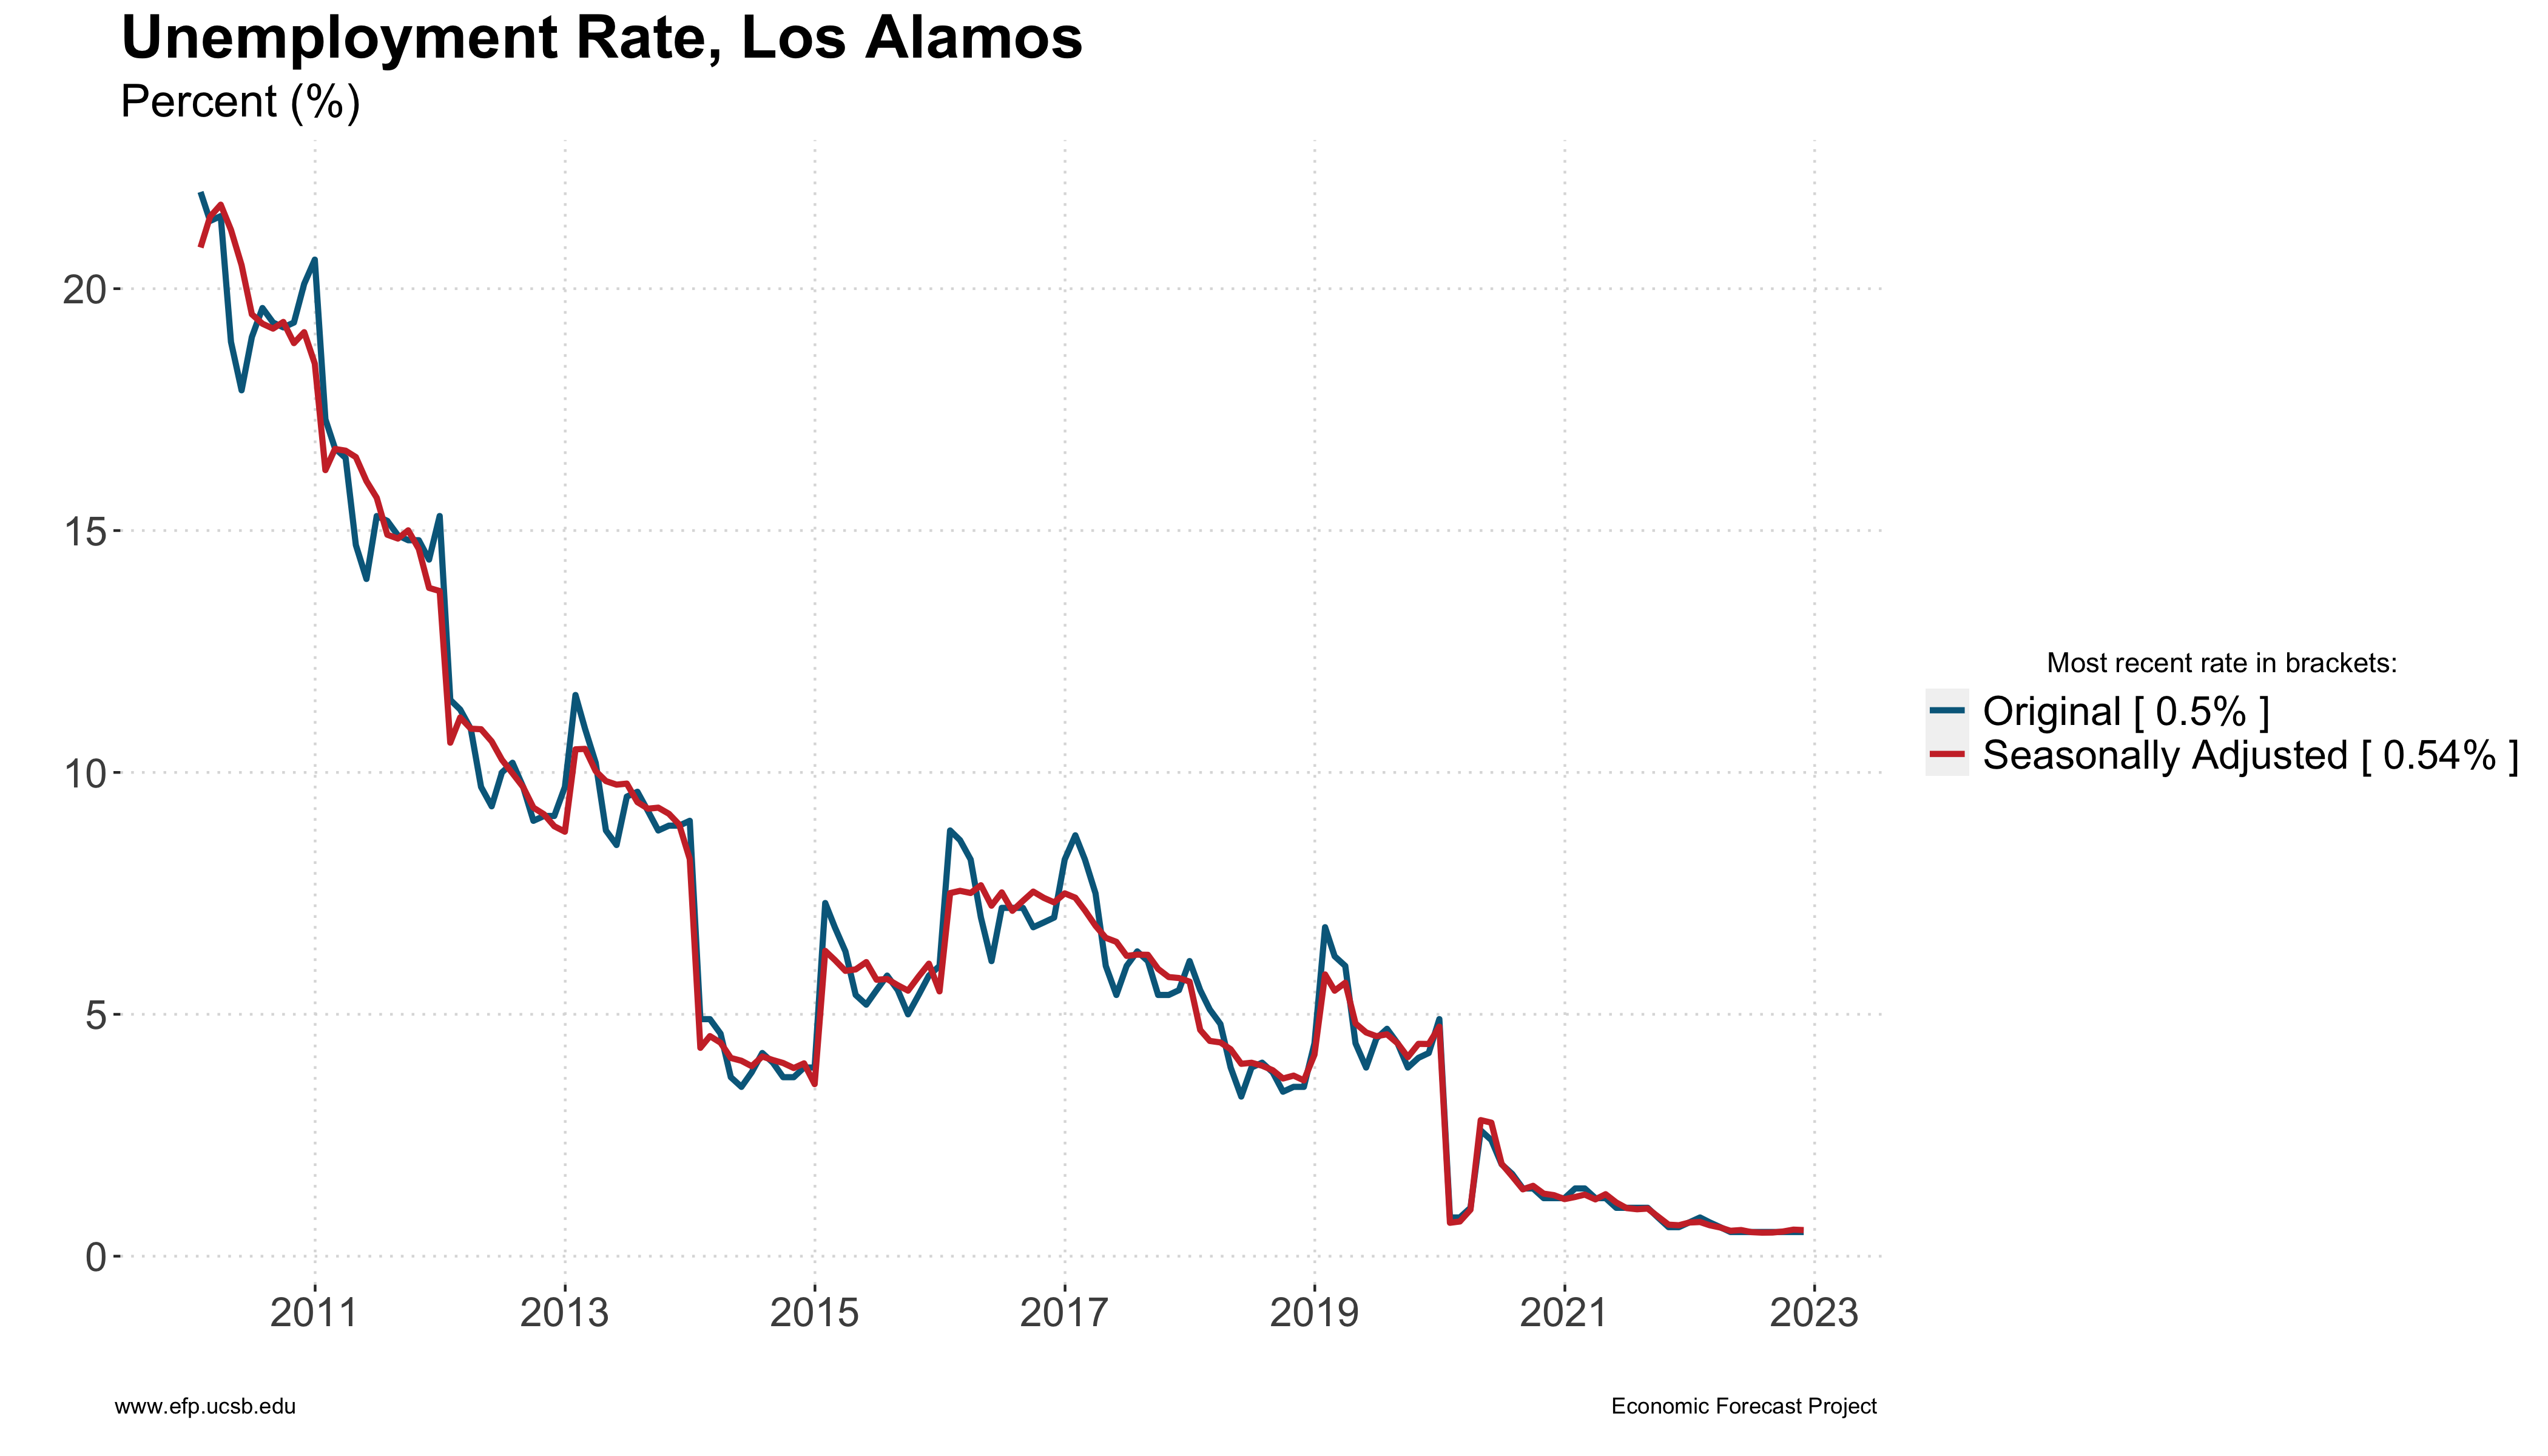 Unemployment Rate, Los Alamos
Percent (%)
20
15
10
5
0
2011 2013 2015 2017 2019 2021 2023
Most recent rate in brackets:
Original [ 0.5% ]
Seasonally Adjusted [ 0.54% ]
www.efp.ucsb.edu Economic Forecast Project